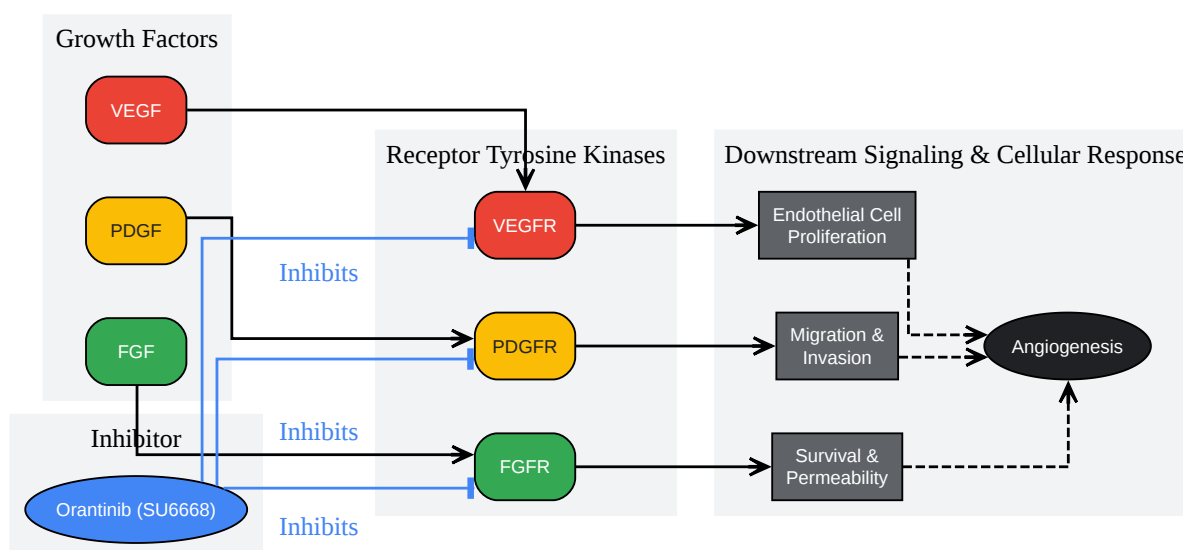 Growth Factors
VEGF
PDGF
FGF
Inhibitor
Orantinib (SU6668)
Inhibits
Inhibits
Inhibits
Receptor Tyrosine Kinases
VEGFR
PDGFR
FGFR
Downstream Signaling & Cellular Response
Endothelial Cell
Proliferation
Migration &
Invasion
Survival &
Permeability
Angiogenesis